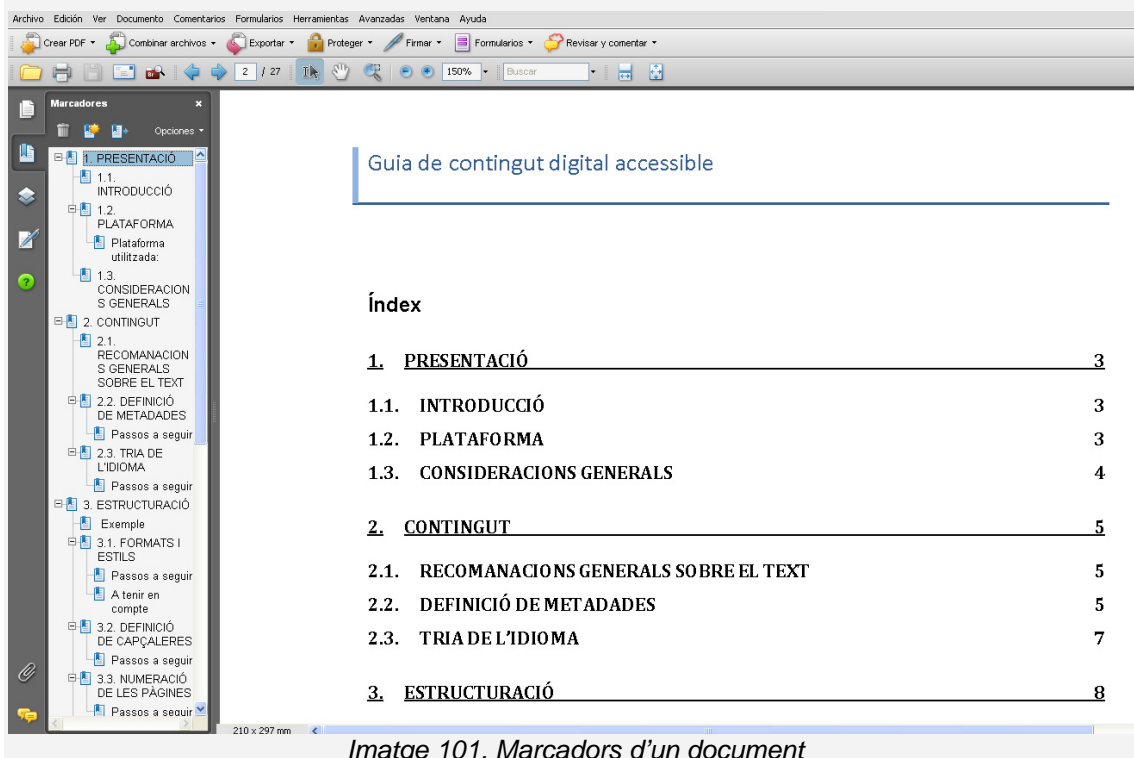 Archivo Edición Ver Documento Comentarios Formularios Herramientas Avanzadas Ventana Ayuda
Crear PDF Combinar archivos Exportar Proteger Firmar Formularios Revisar y comentar
2 / 27 150% Buscar
Marcadores x
Opciones
1. PRESENTACIÓ
1.1.
INTRODUCCIÓ
1.2.
PLATAFORMA
Plataforma
utilitzada:
1.3.
CONSIDERACION
S GENERALS
2. CONTINGUT
2.1.
RECOMANACION
S GENERALS
SOBRE EL TEXT
2.2. DEFINICIÓ
DE METADADES
Passos a seguir
2.3. TRIA DE
L'IDIOMA
Passos a seguir
3. ESTRUCTURACIÓ
Exemple
3.1. FORMATS I
ESTILS
Passos a seguir
A tenir en
compte
3.2. DEFINICIÓ
DE CAPÇALERES
Passos a seguir
3.3. NUMERACIÓ
DE LES PÀGINES
Passos a seguir
Guia de contingut digital accessible
Índex
1. PRESENTACIÓ 3
1.1. INTRODUCCIÓ 3
1.2. PLATAFORMA 3
1.3. CONSIDERACIONS GENERALS 4
2. CONTINGUT 5
2.1. RECOMANACIONS GENERALS SOBRE EL TEXT 5
2.2. DEFINICIÓ DE METADADES 5
2.3. TRIA DE L’IDIOMA 7
3. ESTRUCTURACIÓ 8
210 x 297 mm
Imatge 101. Marcadors d’un document